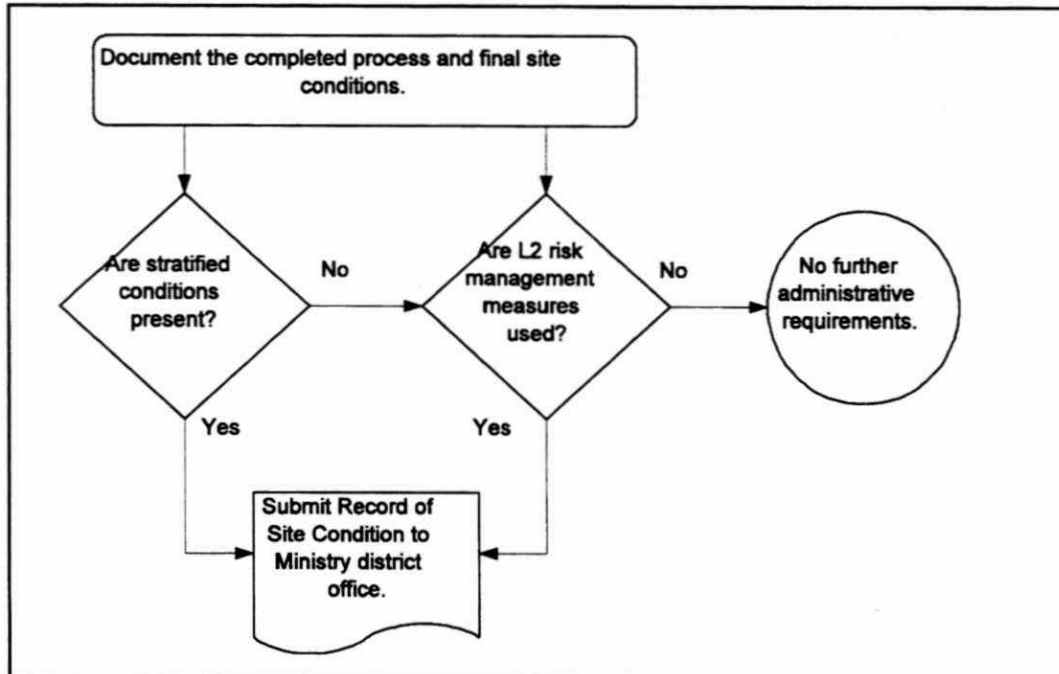 Document the completed process and final site
conditions.
Are stratified
conditions
present?
No
Are L2 risk
management
measures
used?
No
No further
administrative
requirements.
Yes
Yes
Submit Record of
Site Condition to
Ministry district
office.